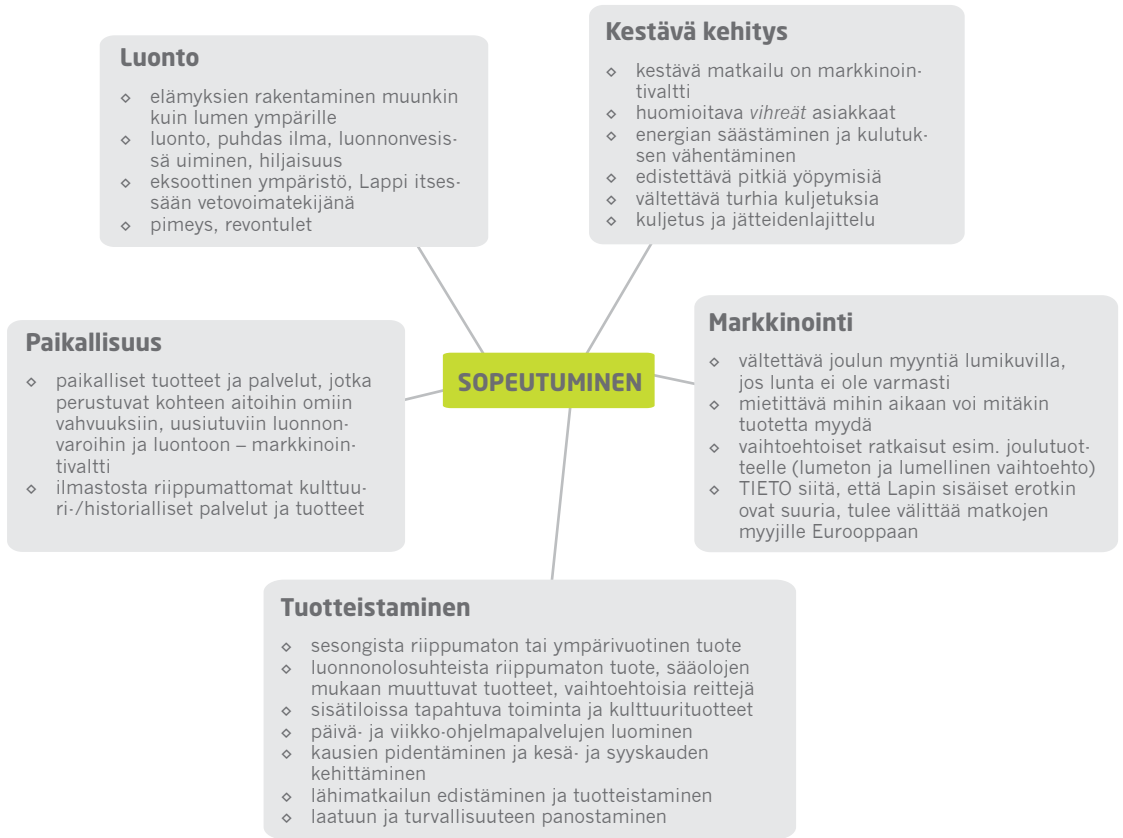 Luonto
⋄ elämyksien rakentaminen muunkin
kuin lumen ympärille
⋄ luonto, puhdas ilma, luonnonvesis-
sä uiminen, hiljaisuus
⋄ eksoottinen ympäristö, Lappi itses-
sään vetovoimatekijänä
⋄ pimeys, revontulet
Kestävä kehitys
⋄ kestävä matkailu on markkinoin-
tivaltti
⋄ huomioitava vihreät asiakkaat
⋄ energian säästäminen ja kulutuk-
sen vähentäminen
⋄ edistettävä pitkiä yöpymisiä
⋄ vältettävä turhia kuljetuksia
⋄ kuljetus ja jätteidenlajittelu
Paikallisuus
⋄ paikalliset tuotteet ja palvelut, jotka
perustuvat kohteen aitoihin omiin
vahvuuksiin, uusiutuviin luonnon-
varoihin ja luontoon – markkinoin-
tivaltti
⋄ ilmastosta riippumattomat kulttuu-
ri-/historialliset palvelut ja tuotteet
SOPEUTUMINEN
Markkinointi
⋄ vältettävä joulun myyntiä lumikuvilla,
jos lunta ei ole varmasti
⋄ mietittävä mihin aikaan voi mitäkin
tuotetta myydä
⋄ vaihtoehtoiset ratkaisut esim. joulutuot-
teelle (lumeton ja lumellinen vaihtoehto)
⋄ TIETO siitä, että Lapin sisäiset erotkin
ovat suuria, tulee välittää matkojen
myyjille Eurooppaan
Tuotteistaminen
⋄ sesongista riippumaton tai ympärivuotinen tuote
⋄ luonnonolosuhteista riippumaton tuote, sääolojen
mukaan muuttuvat tuotteet, vaihtoehtoisia reittejä
⋄ sisätiloissa tapahtuva toiminta ja kulttuurituotteet
⋄ päivä- ja viikko-ohjelmapalvelujen luominen
⋄ kausien pidentäminen ja kesä- ja syyskauden
kehittäminen
⋄ lähimatkailun edistäminen ja tuotteistaminen
⋄ laatuun ja turvallisuuteen panostaminen